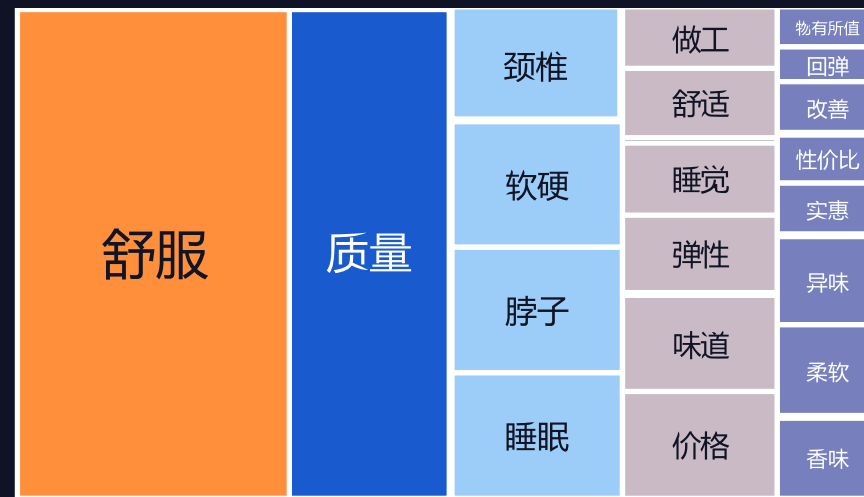 舒服
质量
颈椎
软硬
脖子
睡眠
做工
舒适
睡觉
弹性
味道
价格
物有所值
回弹
改善
性价比
实惠
异味
柔软
香味